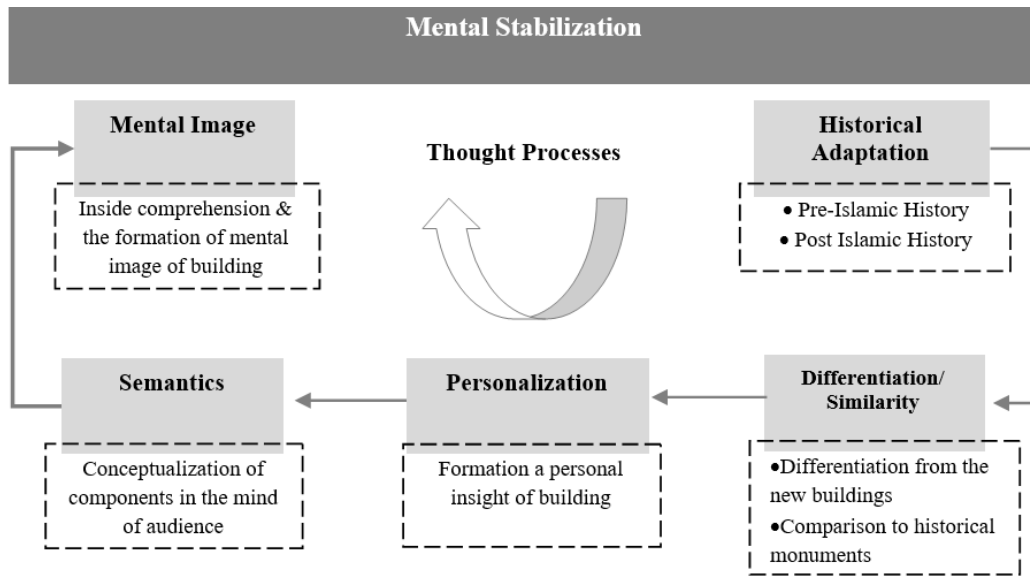 Mental Stabilization
Mental Image
Inside comprehension &
the formation of mental
image of building
Thought Processes
Historical
Adaptation
• Pre-Islamic History
• Post Islamic History
Semantics
Conceptualization of
components in the mind
of audience
Personalization
Formation a personal
insight of building
Differentiation/
Similarity
•Differentiation from the
new buildings
•Comparison to historical
monuments